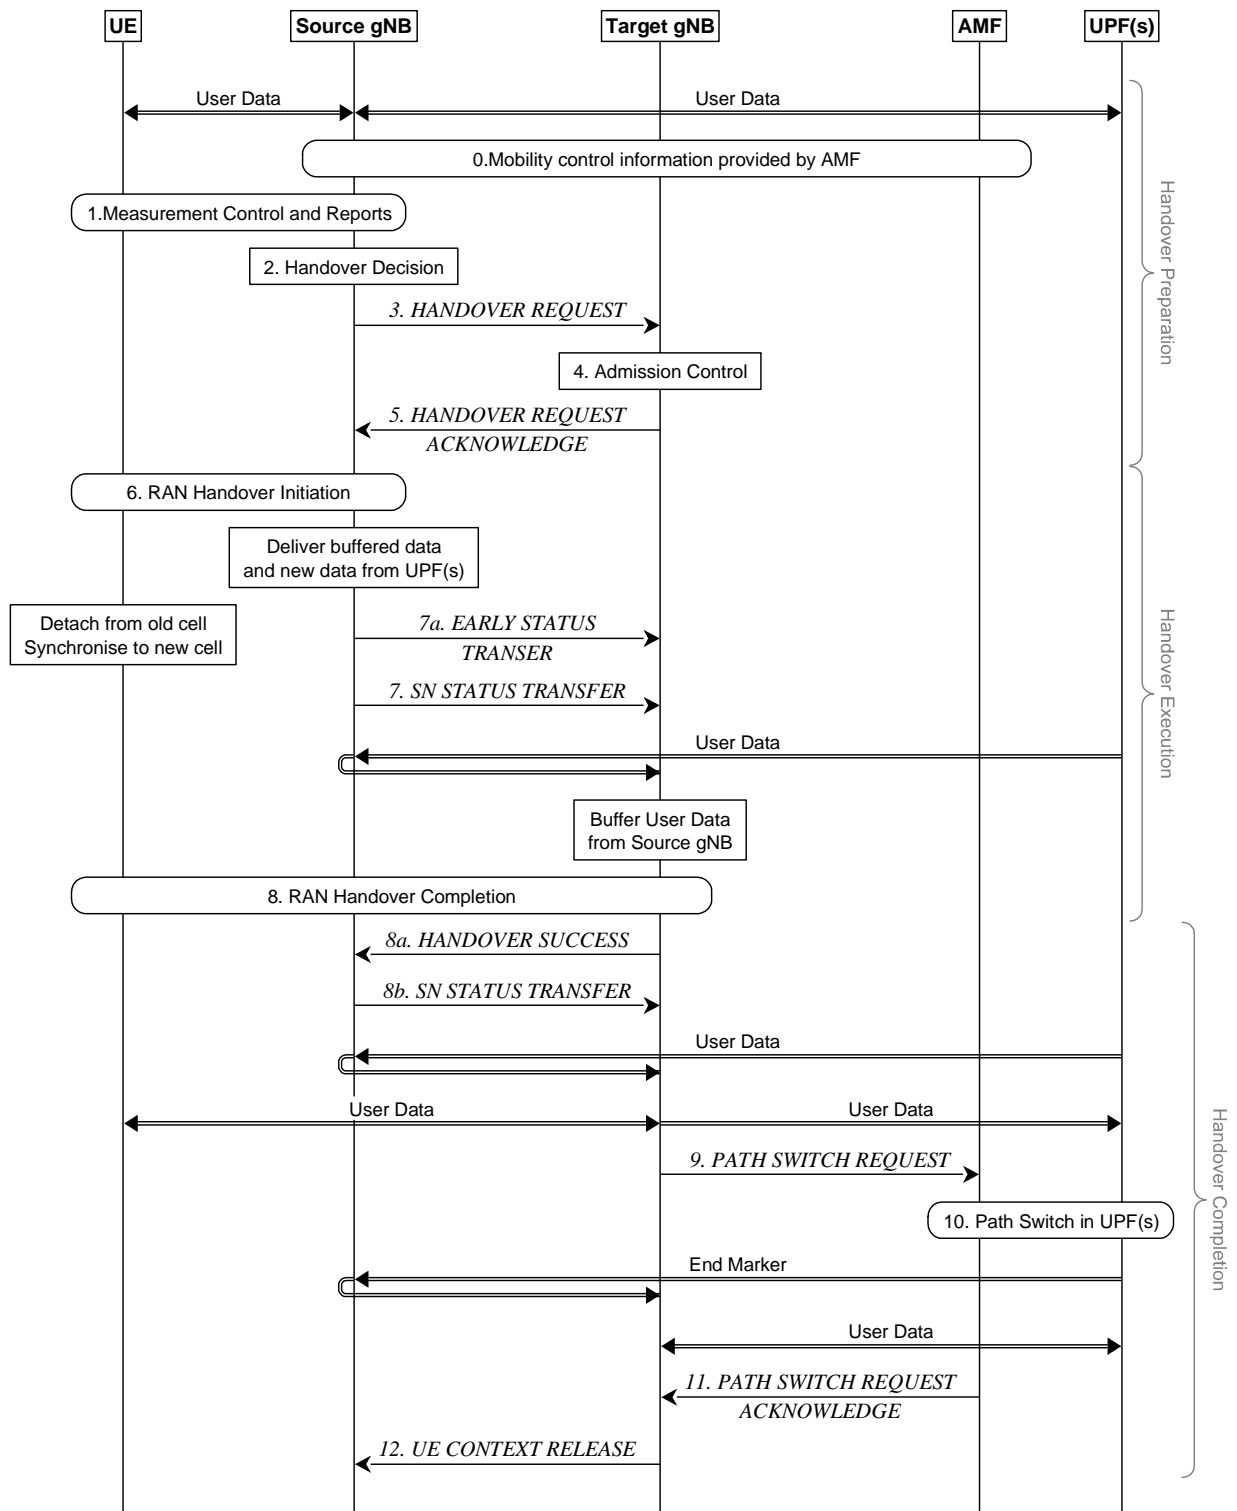 UE
Source gNB
Target gNB
AMF
UPF(s)
User Data
User Data
0.Mobility control information provided by AMF
1.Measurement Control and Reports
2. Handover Decision
3. HANDOVER REQUEST
4. Admission Control
5. HANDOVER REQUEST
ACKNOWLEDGE
Handover Preparation
6. RAN Handover Initiation
Deliver buffered data
and new data from UPF(s)
Detach from old cell
Synchronise to new cell
7a. EARLY STATUS
TRANSER
7. SN STATUS TRANSFER
User Data
Buffer User Data
from Source gNB
8. RAN Handover Completion
Handover Execution
8a. HANDOVER SUCCESS
8b. SN STATUS TRANSFER
User Data
User Data
User Data
9. PATH SWITCH REQUEST
10. Path Switch in UPF(s)
End Marker
User Data
11. PATH SWITCH REQUEST
ACKNOWLEDGE
12. UE CONTEXT RELEASE
Handover Completion